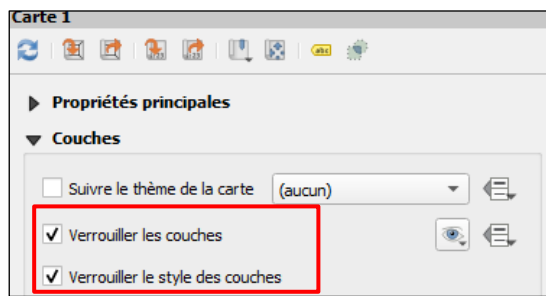 Carte 1
abc
Propriétés principales
Couches
Suivre le thème de la carte (aucun)
Verrouiller les couches
Verrouiller le style des couches